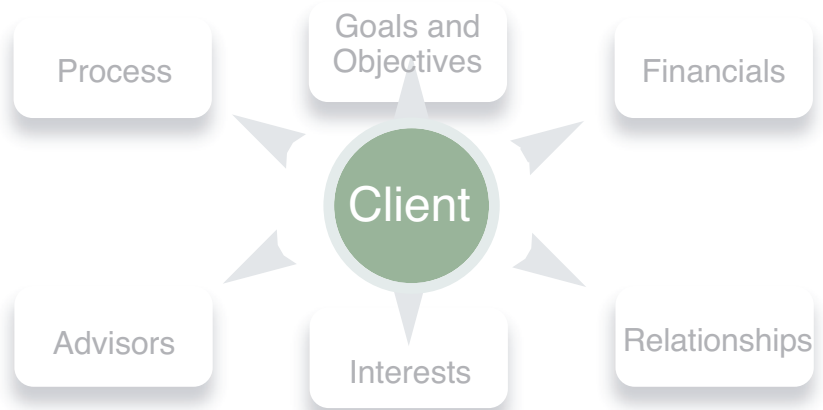 Process
Goals and
Objectives
Financials
Client
Advisors
Interests
Relationships